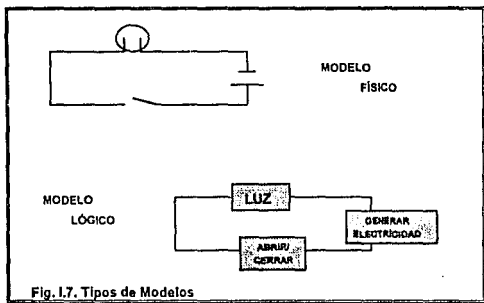 MODELO
FÍSICO
MODELO
LÓGICO
LUZ
GENERAR
ELECTRICIDAD
ABRIR/
CERRAR
Fig. I.7. Tipos de Modelos